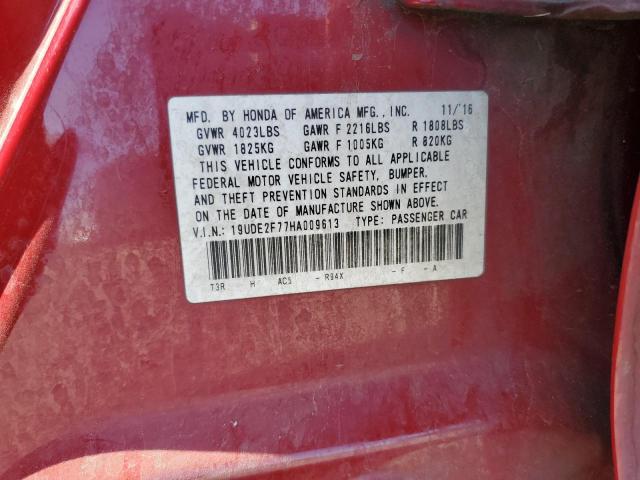 MFD. BY HONDA OF AMERICA MFG., INC. 11/'16
GVWR 4023LBS GAWR F 2216LBS R 1808LBS
GVWR 1825KG GAWR F 1005KG R 820KG
THIS VEHICLE CONFORMS TO ALL APPLICABLE
FEDERAL MOTOR VEHICLE SAFETY, BUMPER,
AND THEFT PREVENTION STANDARDS IN EFFECT
ON THE DATE OF MANUFACTURE SHOWN ABOVE.
V.I.N.: 19UDE2F77HA009613 TYPE: PASSENGER CAR
T3R H AC5 - R94X - F - A